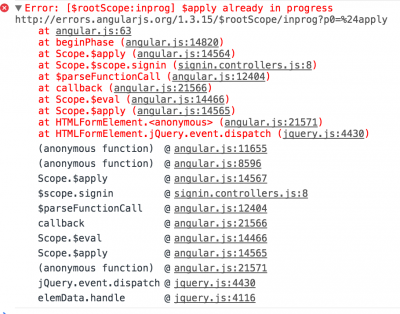 Error: [$rootScope:inprog] $apply already in progress
http://errors.angularjs.org/1.3.15/$rootScope/inprog?p0=%24apply
at angular.js:63
at beginPhase (angular.js:14820)
at Scope.$apply (angular.js:14564)
at Scope.$scope.signin (signin.controllers.js:8)
at $parseFunctionCall (angular.js:12404)
at callback (angular.js:21566)
at Scope.$eval (angular.js:14466)
at Scope.$apply (angular.js:14565)
at HTMLFormElement.<anonymous> (angular.js:21571)
at HTMLFormElement.jQuery.event.dispatch (jquery.js:4430)
(anonymous function) @ angular.js:11655
(anonymous function) @ angular.js:8596
Scope.$apply @ angular.js:14567
$scope.signin @ signin.controllers.js:8
$parseFunctionCall @ angular.js:12404
callback @ angular.js:21566
Scope.$eval @ angular.js:14466
Scope.$apply @ angular.js:14565
(anonymous function) @ angular.js:21571
jQuery.event.dispatch @ jquery.js:4430
elemData.handle @ jquery.js:4116